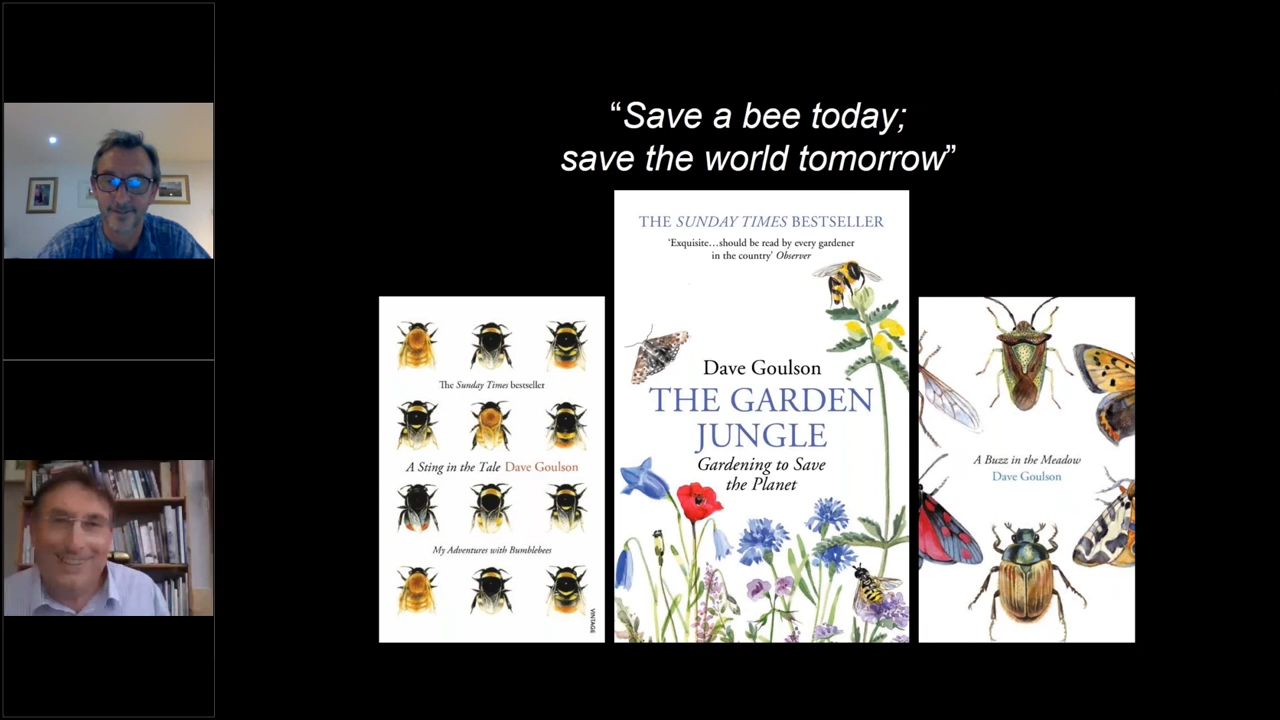 “Save a bee today;
save the world tomorrow”
The Sunday Times bestseller
A Sting in the Tale Dave Goulson
My Adventures with Bumblebees
VINTAGE
THE SUNDAY TIMES BESTSELLER
‘Exquisite…should be read by every gardener
in the country’ Observer
Dave Goulson
THE GARDEN
JUNGLE
Gardening to Save
the Planet
A Buzz in the Meadow
Dave Goulson